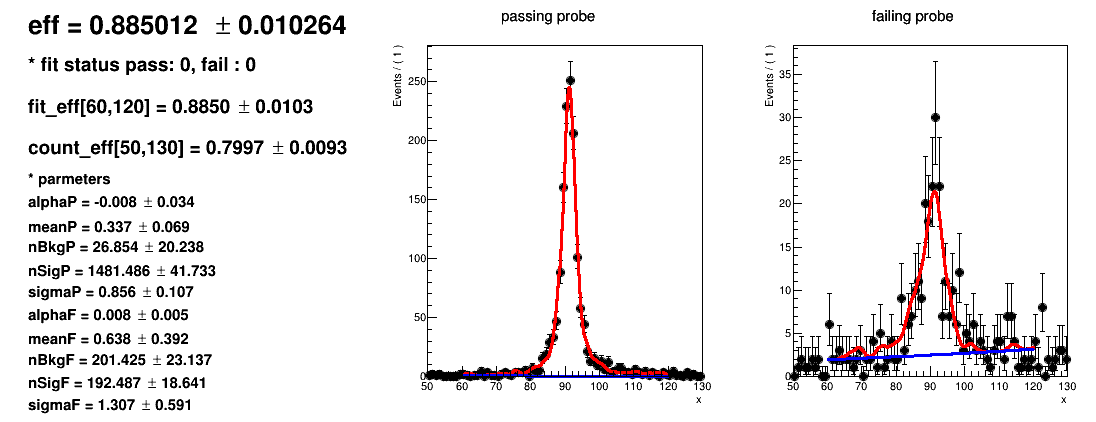 eff = 0.885012 ± 0.010264
* fit status pass: 0, fail : 0
fit_eff[60,120] = 0.8850 ± 0.0103
count_eff[50,130] = 0.7997 ± 0.0093
* parmeters
alphaP = -0.008 ± 0.034
meanP = 0.337 ± 0.069
nBkgP = 26.854 ± 20.238
nSigP = 1481.486 ± 41.733
sigmaP = 0.856 ± 0.107
alphaF = 0.008 ± 0.005
meanF = 0.638 ± 0.392
nBkgF = 201.425 ± 23.137
nSigF = 192.487 ± 18.641
sigmaF = 1.307 ± 0.591
passing probe
Events / ( 1 )
250
200
150
100
50
0
50 60 70 80 90 100 110 120 130
x
failing probe
Events / ( 1 )
35
30
25
20
15
10
5
0
50 60 70 80 90 100 110 120 130
x